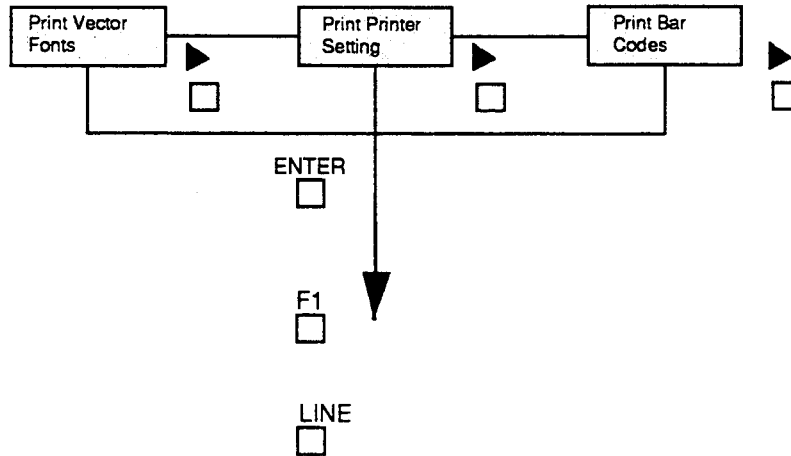 Print Vector
Fonts
Print Printer
Setting
Print Bar
Codes
ENTER
F1
LINE